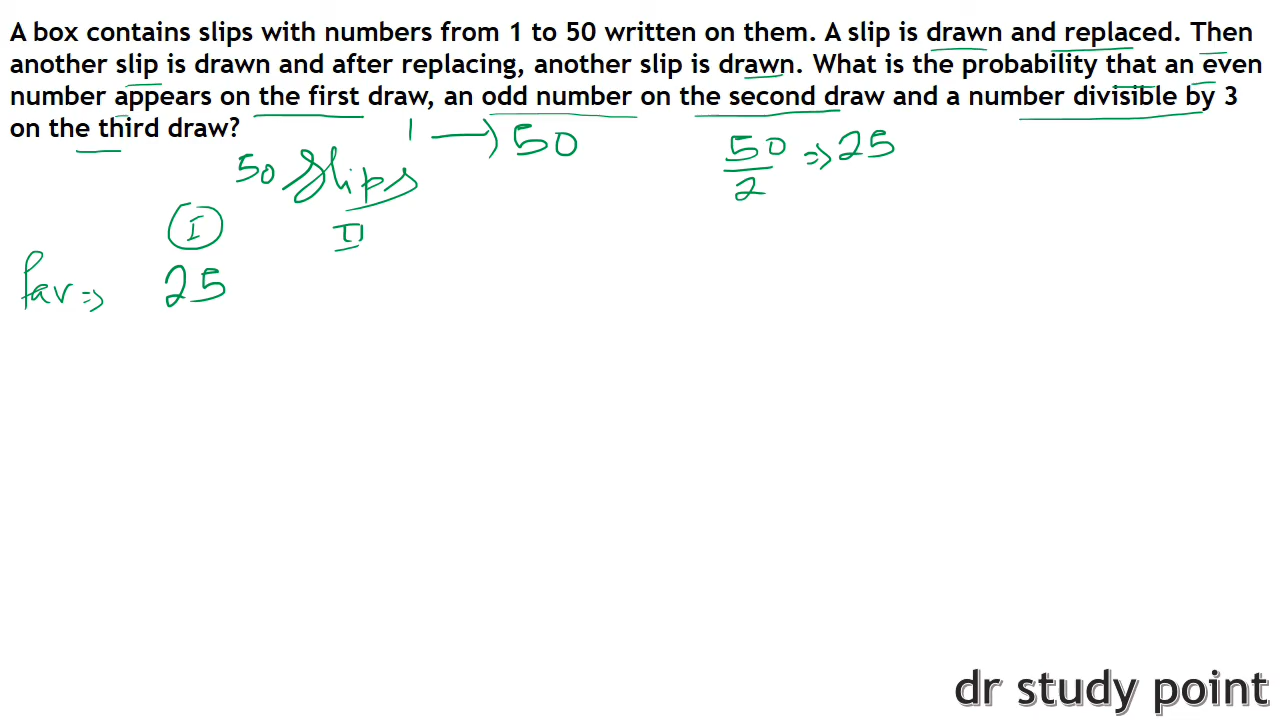 A box contains slips with numbers from 1 to 50 written on them. A slip is drawn and replaced. Then
another slip is drawn and after replacing, another slip is drawn. What is the probability that an even
number appears on the first draw, an odd number on the second draw and a number divisible by 3
on the third draw?
1 → 50
50/2 ⇒ 25
50 Slips
I II
fav ⇒ 25
dr study point